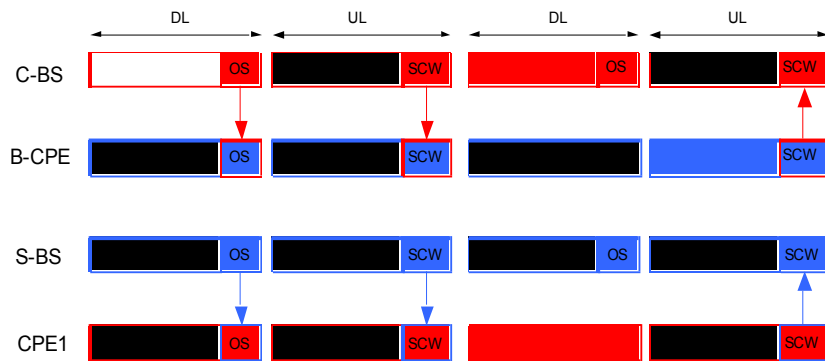 DL UL DL UL
C-BS OS SCW OS SCW
B-CPE OS SCW SCW
S-BS OS SCW OS SCW
CPE1 OS SCW SCW